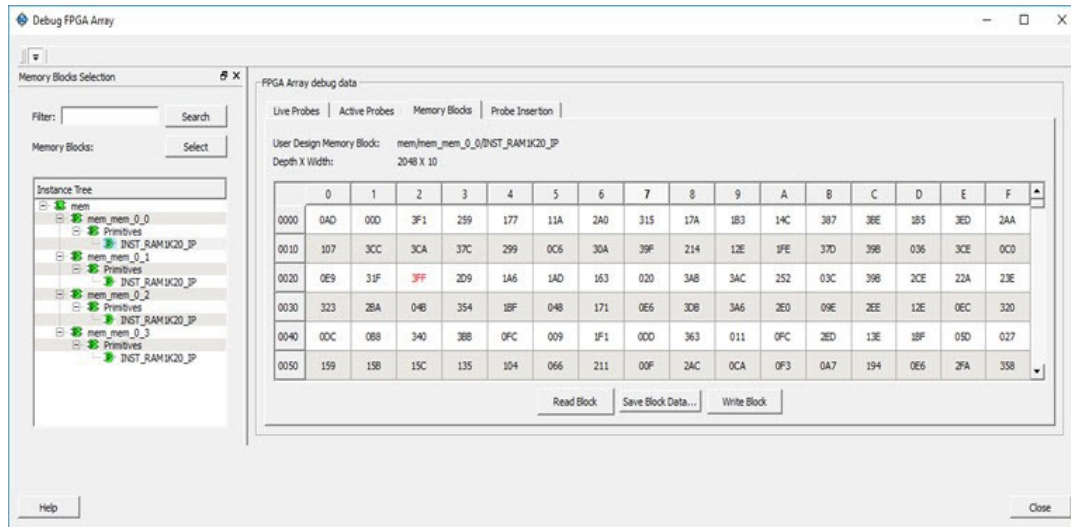 Debug FPGA Array
Memory Blocks Selection
Filter: Search
Memory Blocks: Select
Instance Tree
mem
mem_mem_0_0
Primitives
INST_RAM1K20_IP
mem_mem_0_1
Primitives
INST_RAM1K20_IP
mem_mem_0_2
Primitives
INST_RAM1K20_IP
mem_mem_0_3
Primitives
INST_RAM1K20_IP
FPGA Array debug data
Live Probes Active Probes Memory Blocks Probe Insertion
User Design Memory Block: mem/mem_mem_0_0/INST_RAM1K20_IP
Depth X Width: 2048 X 10
0 1 2 3 4 5 6 7 8 9 A B C D E F
0000 0AD 00D 3F1 259 177 11A 2A0 315 17A 1B3 14C 387 3BE 1B5 3ED 2AA
0010 107 3CC 3CA 37C 299 0C6 30A 39F 214 12E 1FE 37D 39B 036 3CE 0C0
0020 0E9 31F 3FF 2D9 1A6 1AD 163 020 3AB 3AC 252 03C 39B 2CE 22A 23E
0030 323 2BA 04B 354 1BF 048 171 0E6 3DB 3A6 2E0 09E 2EE 12E 0EC 320
0040 0DC 0B8 340 3BB 0FC 009 1F1 0DD 363 011 0FC 2ED 13E 1BF 05D 027
0050 159 15B 15C 135 104 066 211 00F 2AC 0CA 0F3 0A7 194 0E6 2FA 358
Read Block Save Block Data... Write Block
Help Close